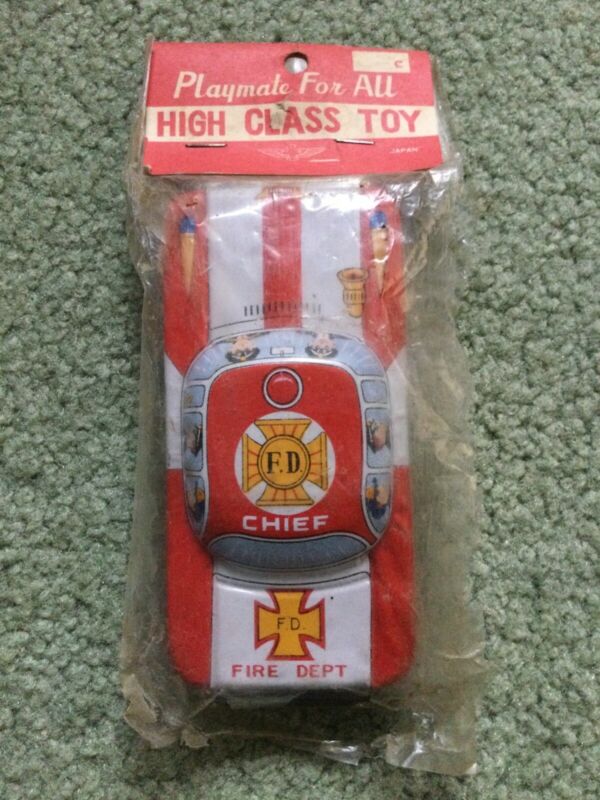 C
Playmate For All
HIGH CLASS TOY
JAPAN
F.D.
CHIEF
F.D.
FIRE DEPT